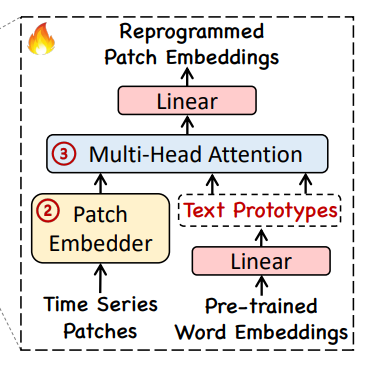 Reprogrammed
Patch Embeddings
Linear
③ Multi-Head Attention
② Patch
Embedder
Text Prototypes
Linear
Time Series
Patches
Pre-trained
Word Embeddings